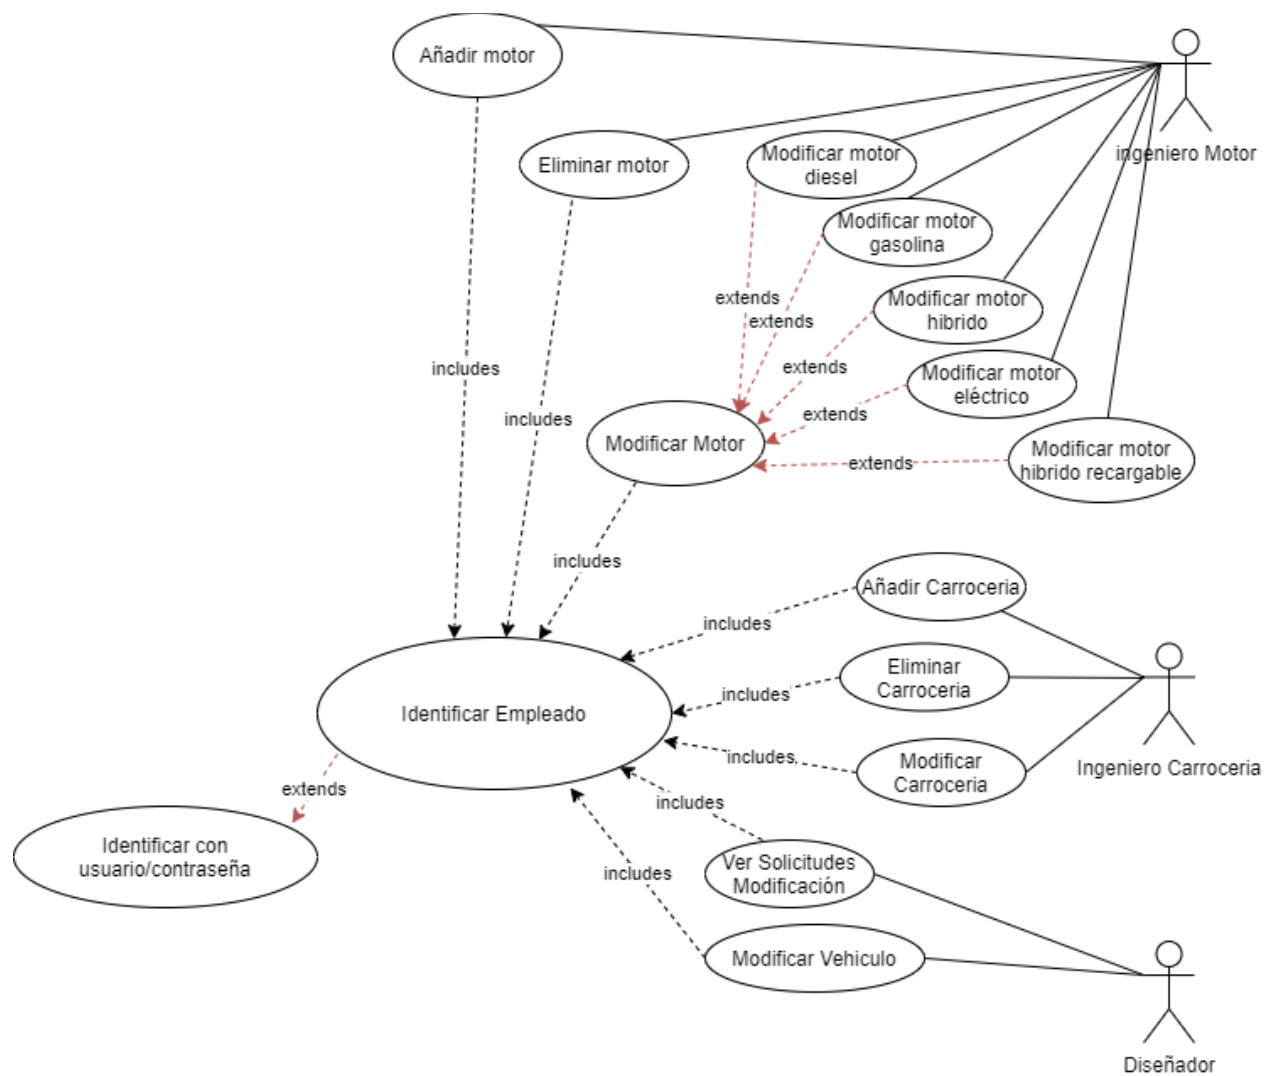 Añadir motor
ingeniero Motor
Eliminar motor
Modificar motor
diesel
Modificar motor
gasolina
extends
extends
Modificar motor
hibrido
includes
extends
Modificar motor
eléctrico
includes
extends
Modificar Motor
Modificar motor
hibrido recargable
extends
includes
Añadir Carroceria
includes
Eliminar
Carroceria
includes
Identificar Empleado
includes
Modificar
Carroceria
Ingeniero Carroceria
extends
includes
Identificar con
usuario/contraseña
Ver Solicitudes
Modificación
includes
Modificar Vehiculo
Diseñador